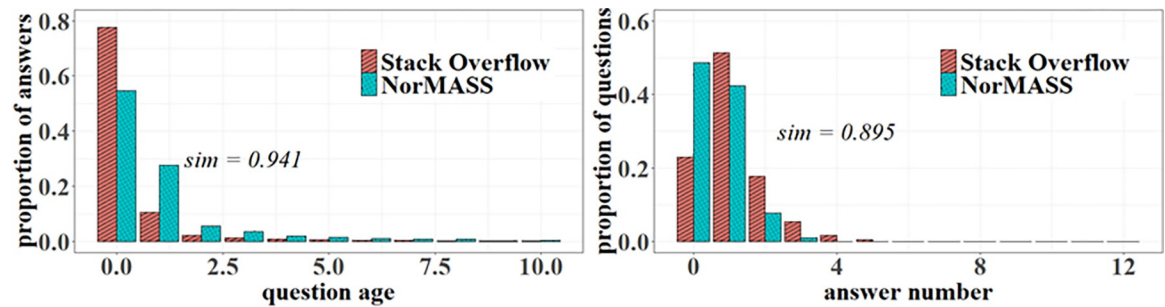 proportion of answers
0.8
0.6
0.4
0.2
0.0
Stack Overflow
NorMASS
sim = 0.941
0.0 2.5 5.0 7.5 10.0
question age
proportion of questions
0.6
0.4
0.2
0.0
Stack Overflow
NorMASS
sim = 0.895
0 4 8 12
answer number